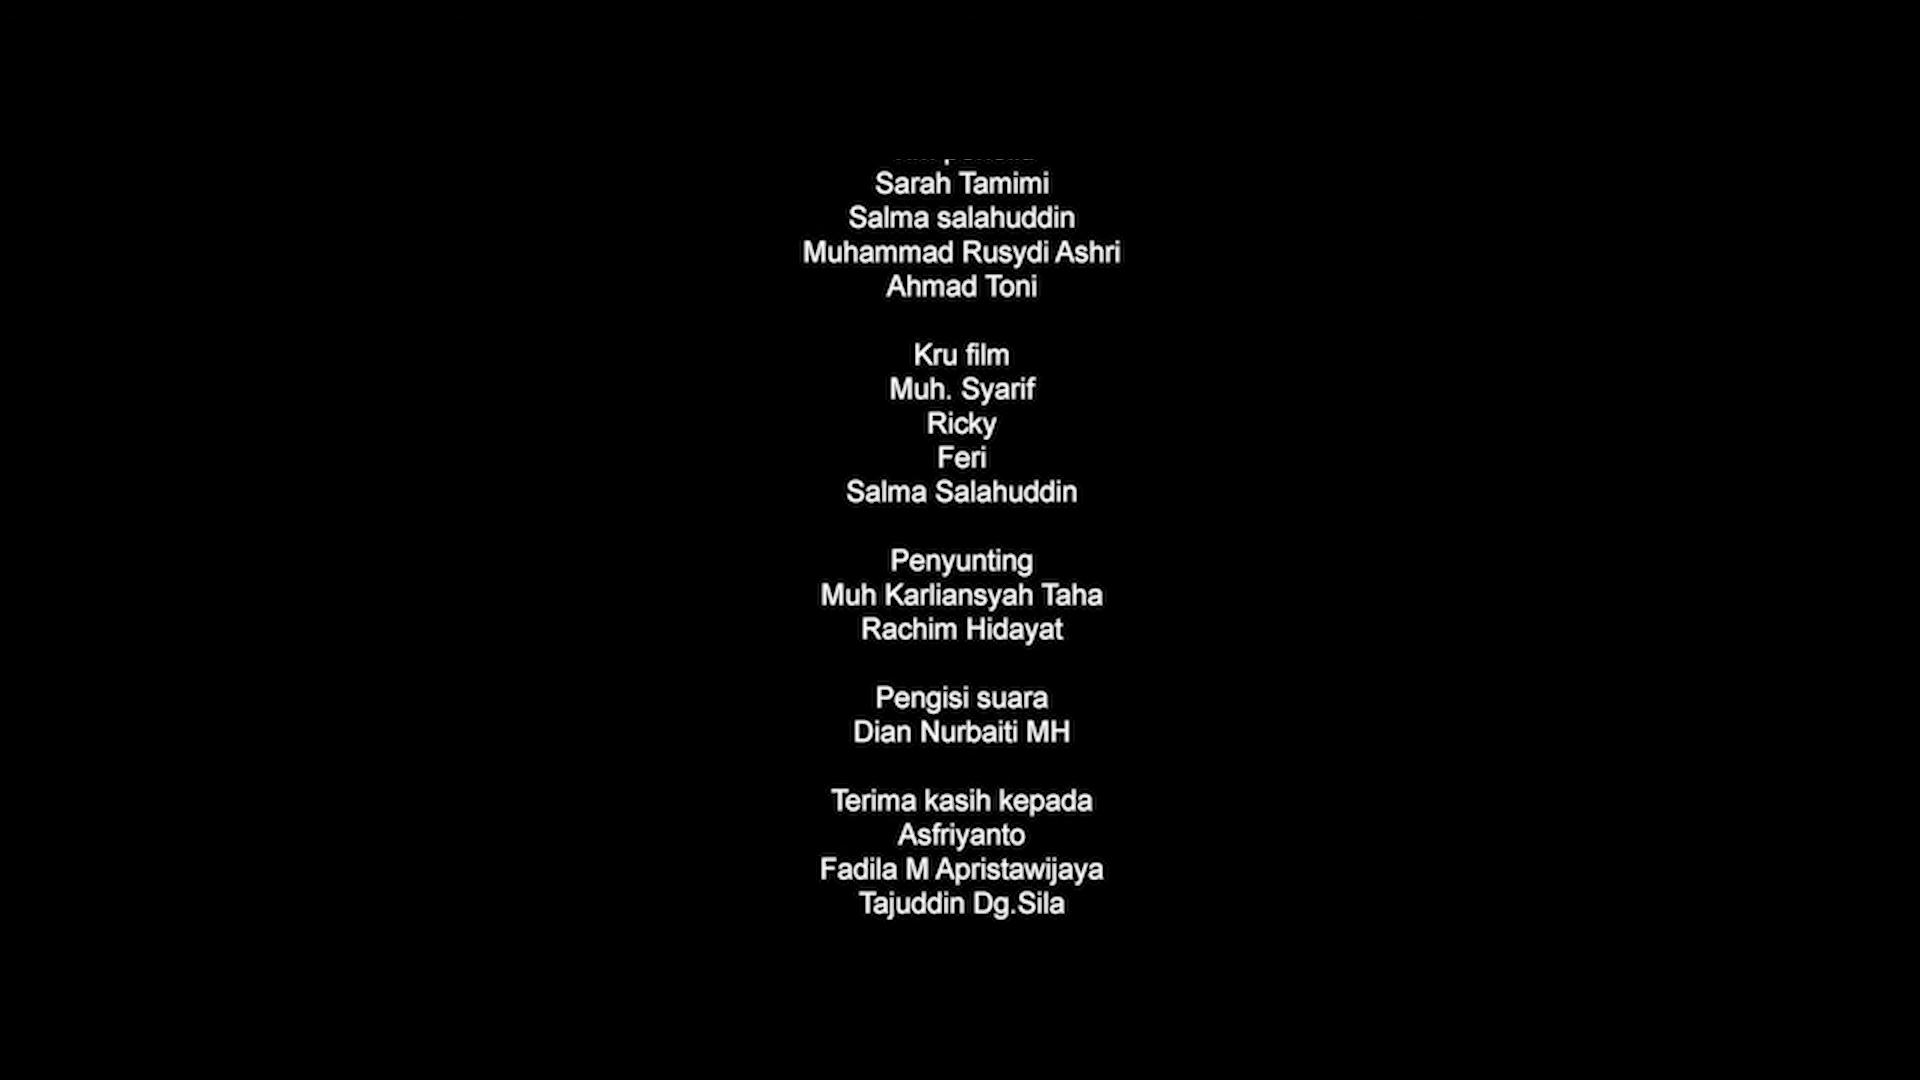 Sarah Tamimi
Salma salahuddin
Muhammad Rusydi Ashri
Ahmad Toni
Kru film
Muh. Syarif
Ricky
Feri
Salma Salahuddin
Penyunting
Muh Karliansyah Taha
Rachim Hidayat
Pengisi suara
Dian Nurbaiti MH
Terima kasih kepada
Asfriyanto
Fadila M Apristawijaya
Tajuddin Dg.Sila